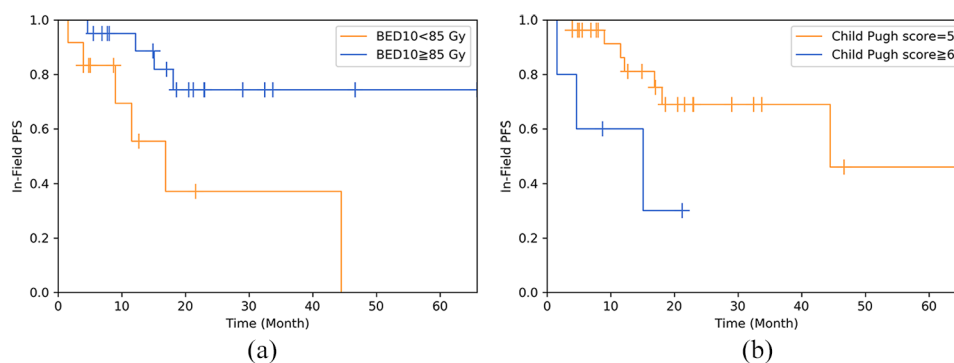 1.0
0.8
0.6
0.4
0.2
0.0
In-Field PFS
BED10<85 Gy
BED10≧85 Gy
0
10
20
30
40
50
60
Time (Month)
(a)
1.0
0.8
0.6
0.4
0.2
0.0
In-Field PFS
Child Pugh score=5
Child Pugh score≧6
0
10
20
30
40
50
60
Time (Month)
(b)